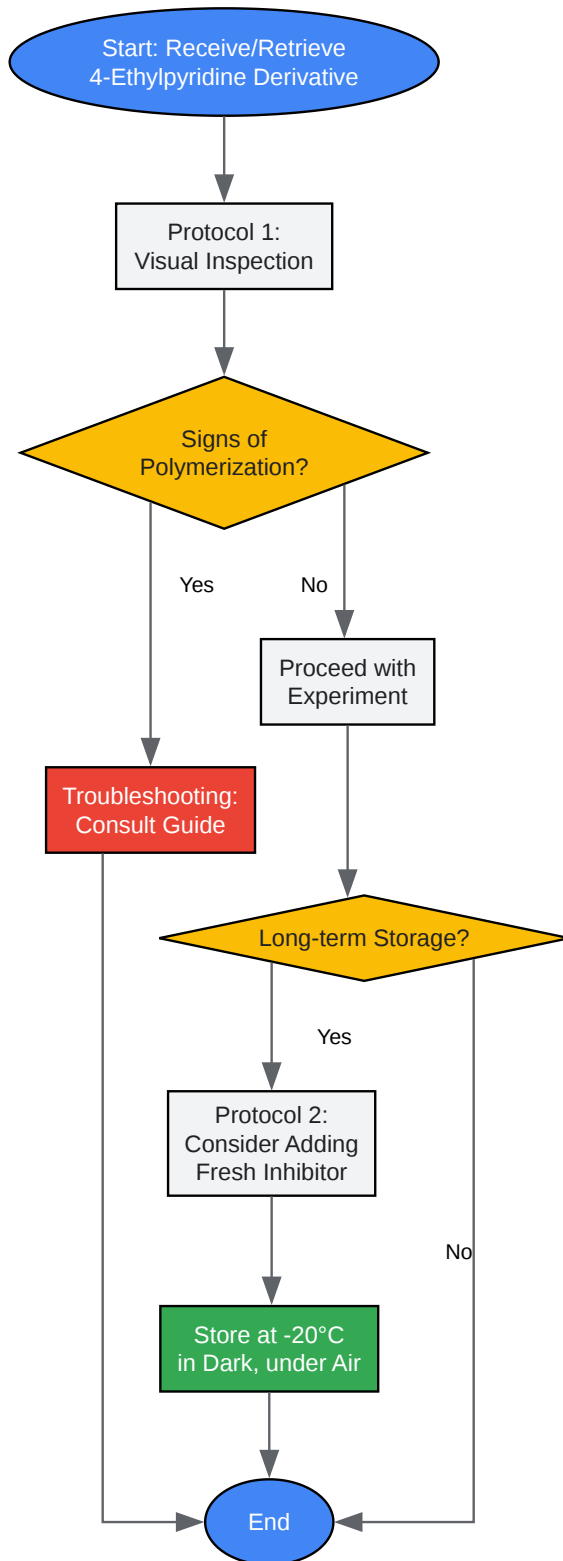 Start: Receive/Retrieve
4-Ethylpyridine Derivative
Protocol 1:
Visual Inspection
Signs of
Polymerization?
Yes
No
Proceed with
Experiment
Troubleshooting:
Consult Guide
Long-term Storage?
Yes
Protocol 2:
Consider Adding
Fresh Inhibitor
No
Store at -20°C
in Dark, under Air
End